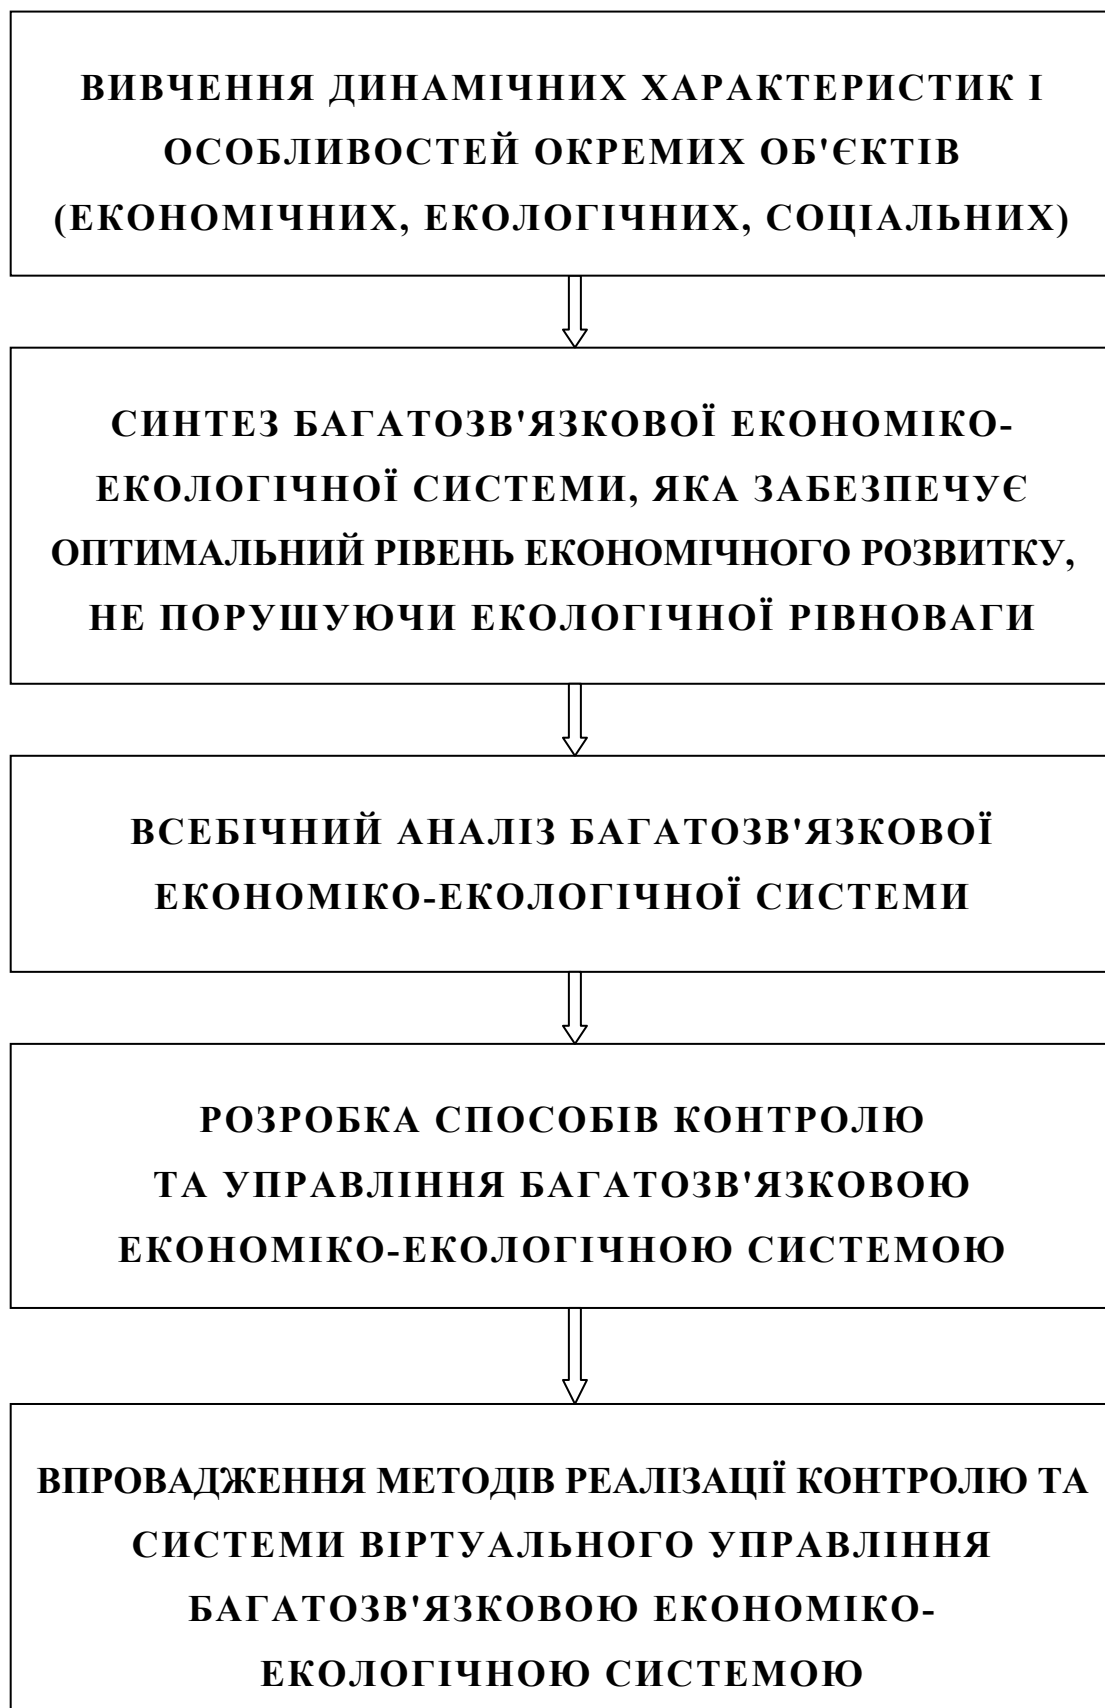 ВИВЧЕННЯ ДИНАМІЧНИХ ХАРАКТЕРИСТИК І
ОСОБЛИВОСТЕЙ ОКРЕМИХ ОБ'ЄКТІВ
(ЕКОНОМІЧНИХ, ЕКОЛОГІЧНИХ, СОЦІАЛЬНИХ)
СИНТЕЗ БАГАТОЗВ'ЯЗКОВОЇ ЕКОНОМІКО-
ЕКОЛОГІЧНОЇ СИСТЕМИ, ЯКА ЗАБЕЗПЕЧУЄ
ОПТИМАЛЬНИЙ РІВЕНЬ ЕКОНОМІЧНОГО РОЗВИТКУ,
НЕ ПОРУШУЮЧИ ЕКОЛОГІЧНОЇ РІВНОВАГИ
ВСЕБІЧНИЙ АНАЛІЗ БАГАТОЗВ'ЯЗКОВОЇ
ЕКОНОМІКО-ЕКОЛОГІЧНОЇ СИСТЕМИ
РОЗРОБКА СПОСОБІВ КОНТРОЛЮ
ТА УПРАВЛІННЯ БАГАТОЗВ'ЯЗКОВОЮ
ЕКОНОМІКО-ЕКОЛОГІЧНОЮ СИСТЕМОЮ
ВПРОВАДЖЕННЯ МЕТОДІВ РЕАЛІЗАЦІЇ КОНТРОЛЮ ТА
СИСТЕМИ ВІРТУАЛЬНОГО УПРАВЛІННЯ
БАГАТОЗВ'ЯЗКОВОЮ ЕКОНОМІКО-
ЕКОЛОГІЧНОЮ СИСТЕМОЮ